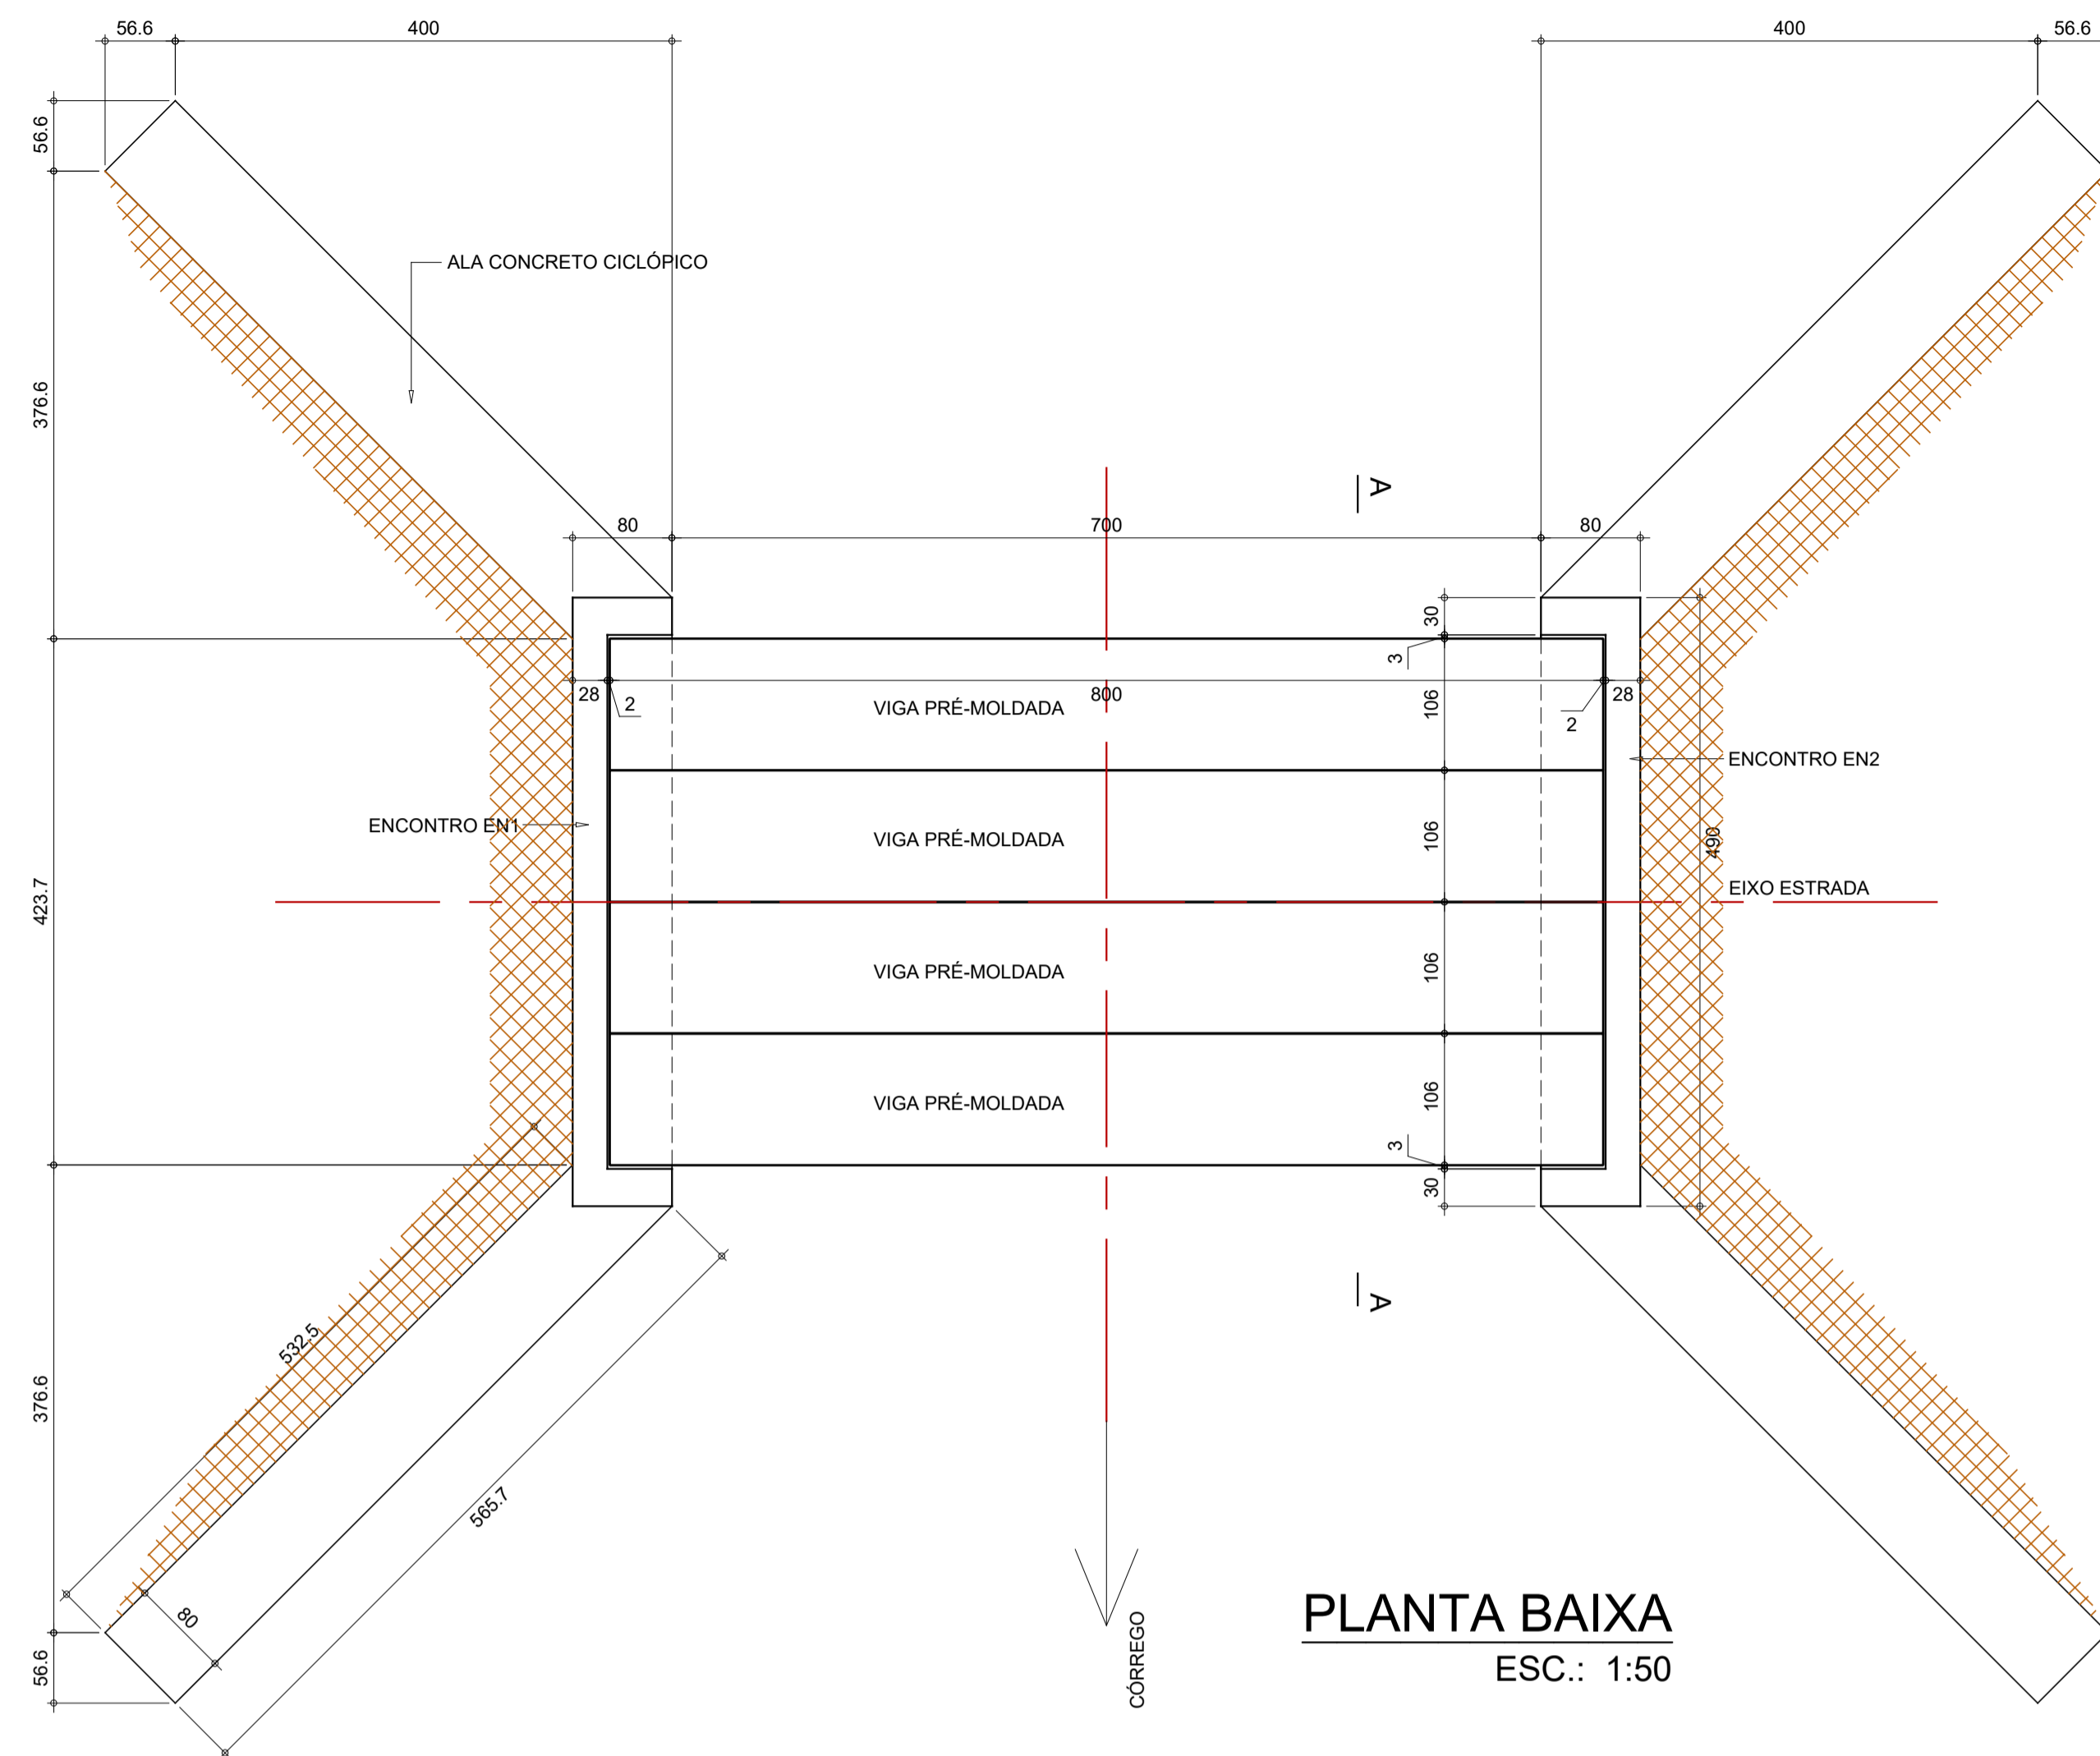 56.6
400
400
56.6
56.6
ALA CONCRETO CICLÓPICO
376.6
A
80
700
80
30
3
28
2
800
106
2
28
VIGA PRÉ-MOLDADA
ENCONTRO EN2
ENCONTRO EN1
VIGA PRÉ-MOLDADA
106
490
EIXO ESTRADA
423.7
VIGA PRÉ-MOLDADA
106
VIGA PRÉ-MOLDADA
106
3
30
A
532.5
376.6
565.7
80
56.6
CÓRREGO
PLANTA BAIXA
ESC.: 1:50